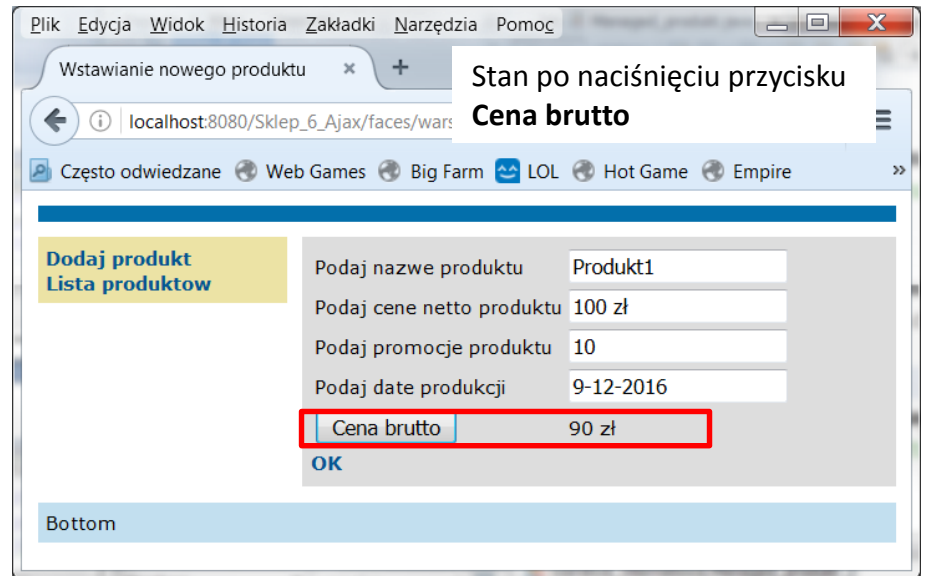 Plik Edycja Widok Historia Zakładki Narzędzia Pomoc
Wstawianie nowego produktu × +
Stan po naciśnięciu przycisku
Cena brutto
localhost:8080/Sklep_6_Ajax/faces/wars
Często odwiedzane Web Games Big Farm LOL Hot Game Empire »
Dodaj produkt
Lista produktow
Podaj nazwe produktu Produkt1
Podaj cene netto produktu 100 zł
Podaj promocje produktu 10
Podaj date produkcji 9-12-2016
Cena brutto 90 zł
OK
Bottom